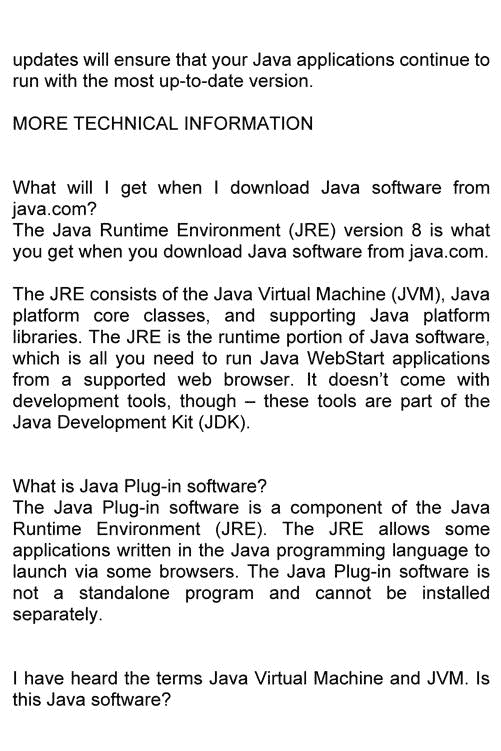 updates will ensure that your Java applications continue to
run with the most up-to-date version.
MORE TECHNICAL INFORMATION
What will I get when I download Java software from
java.com?
The Java Runtime Environment (JRE) version 8 is what
you get when you download Java software from java.com.
The JRE consists of the Java Virtual Machine (JVM), Java
platform core classes, and supporting Java platform
libraries. The JRE is the runtime portion of Java software,
which is all you need to run Java WebStart applications
from a supported web browser. It doesn’t come with
development tools, though – these tools are part of the
Java Development Kit (JDK).
What is Java Plug-in software?
The Java Plug-in software is a component of the Java
Runtime Environment (JRE). The JRE allows some
applications written in the Java programming language to
launch via some browsers. The Java Plug-in software is
not a standalone program and cannot be installed
separately.
I have heard the terms Java Virtual Machine and JVM. Is
this Java software?